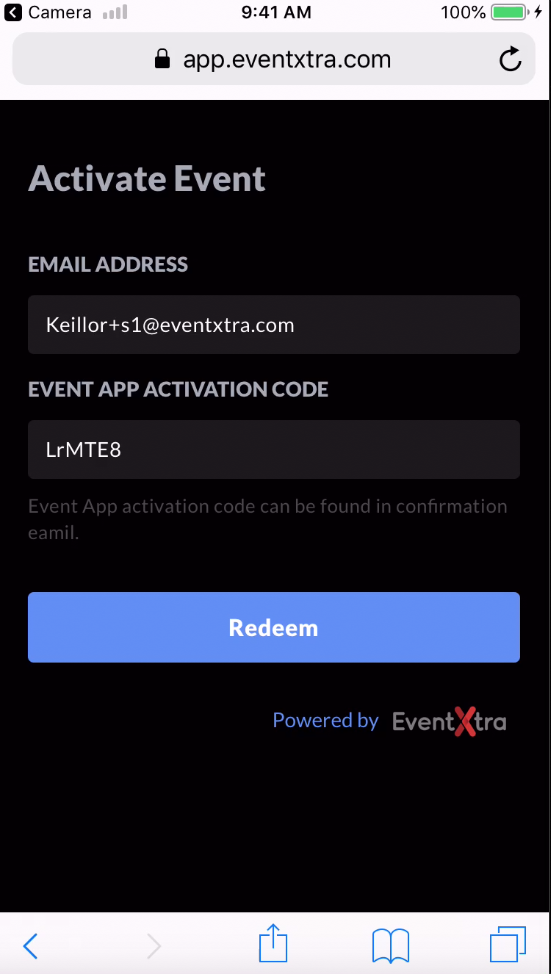 Camera 9:41 AM 100%
app.eventxtra.com
Activate Event
EMAIL ADDRESS
Keillor+s1@eventxtra.com
EVENT APP ACTIVATION CODE
LrMTE8
Event App activation code can be found in confirmation
eamil.
Redeem
Powered by EventXtra